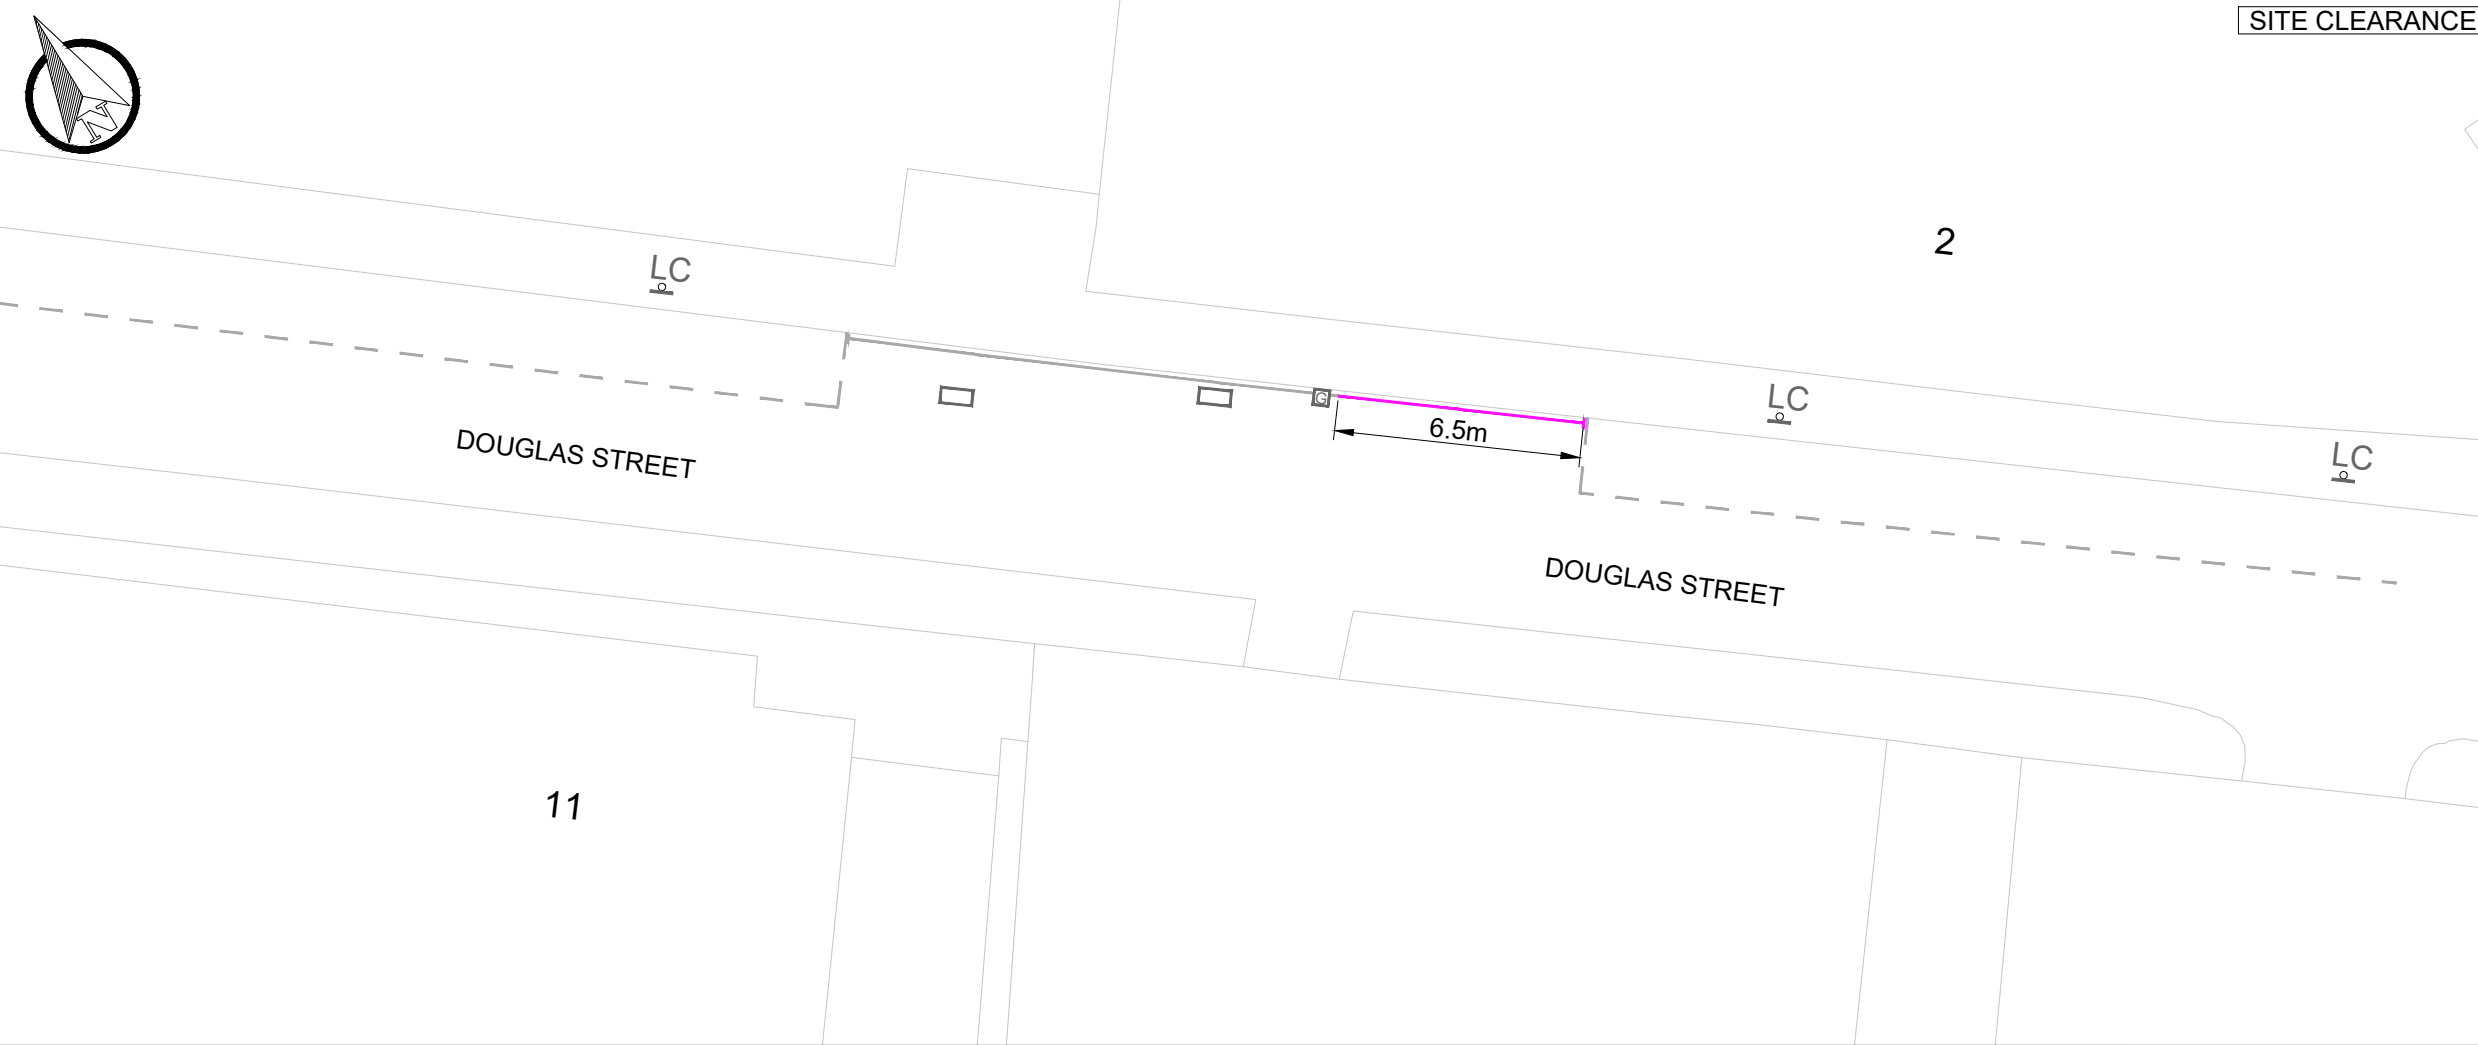 SITE CLEARANCE
N
2
LC
LC
G
6.5m
DOUGLAS STREET
LC
DOUGLAS STREET
11